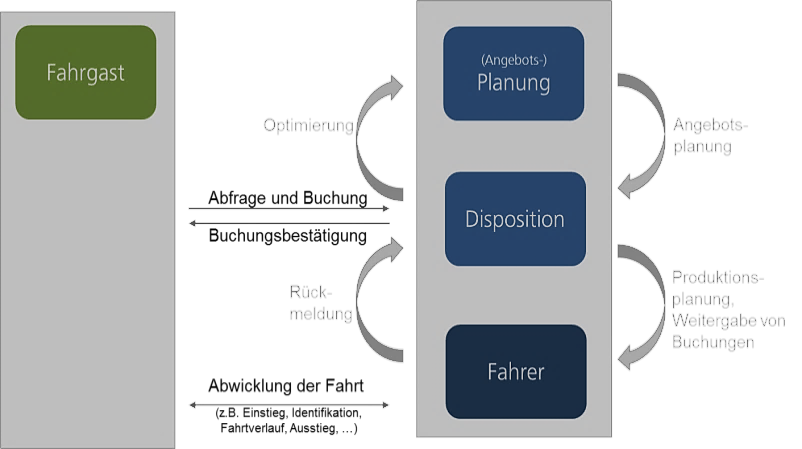 Fahrgast
(Angebots-)
Planung
Optimierung
Angebots-
planung
Abfrage und Buchung
Disposition
Buchungsbestätigung
Rück-
meldung
Produktions-
planung,
Weitergabe von
Buchungen
Fahrer
Abwicklung der Fahrt
(z.B. Einstieg, Identifikation,
Fahrtverlauf, Ausstieg, …)